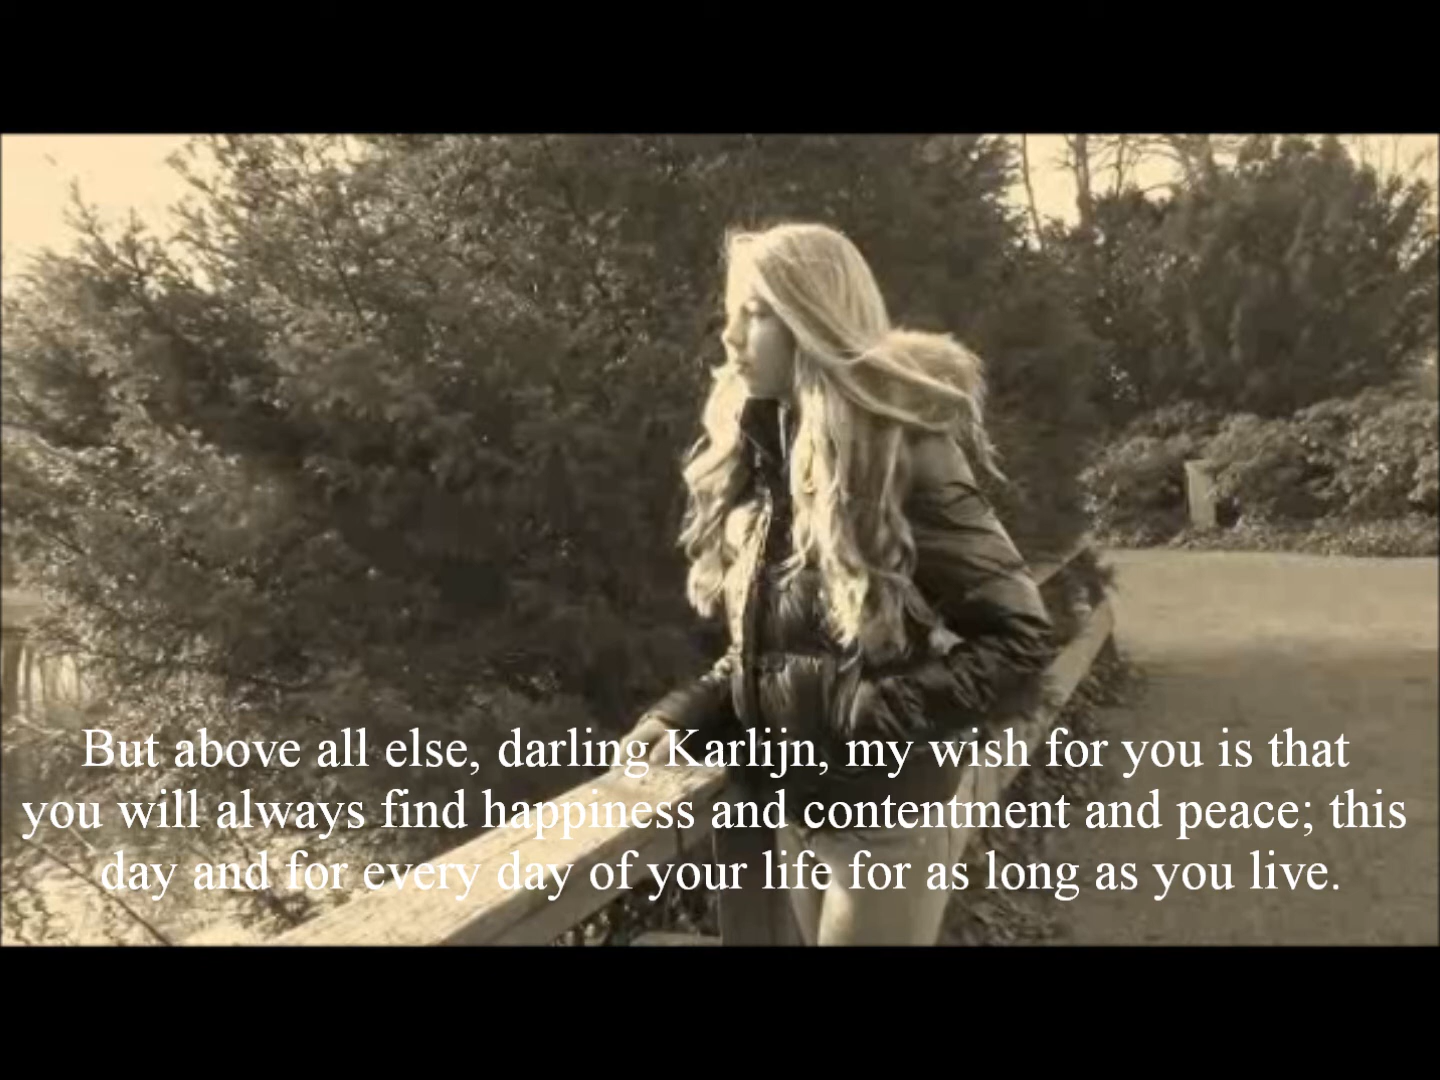 But above all else, darling Karlijn, my wish for you is that
you will always find happiness and contentment and peace; this
day and for every day of your life for as long as you live.